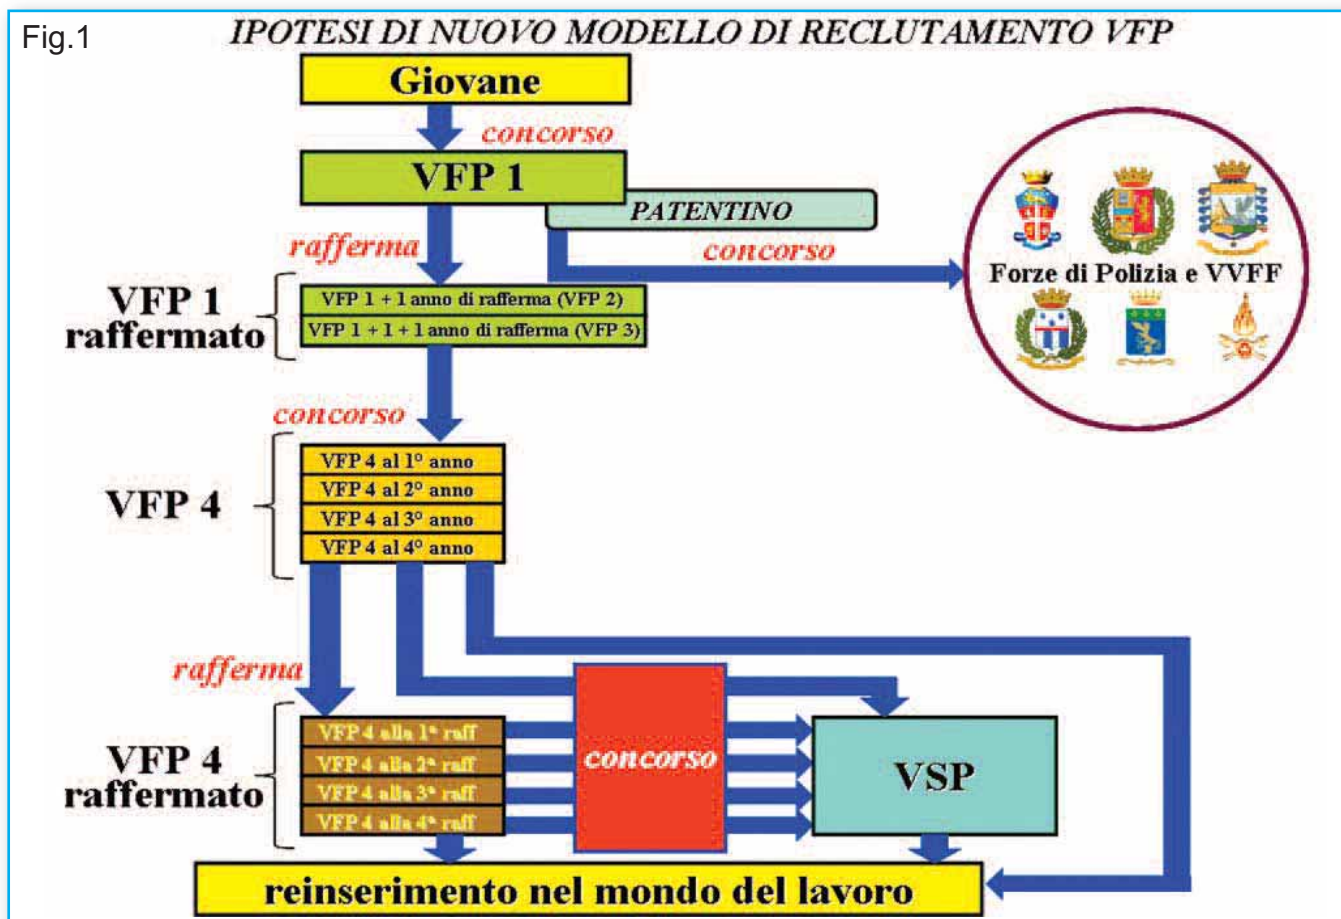 Fig.1
IPOTESI DI NUOVO MODELLO DI RECLUTAMENTO VFP
Giovane
concorso
VFP 1
PATENTINO
rafferma
concorso
VFP 1
raffermato
VFP 1 + 1 anno di rafferma (VFP 2)
VFP 1 + 1 + 1 anno di rafferma (VFP 3)
Forze di Polizia e VVFF
concorso
VFP 4
VFP 4 al 1° anno
VFP 4 al 2° anno
VFP 4 al 3° anno
VFP 4 al 4° anno
rafferma
VFP 4
raffermato
VFP 4 alla 1ª raff
VFP 4 alla 2ª raff
VFP 4 alla 3ª raff
VFP 4 alla 4ª raff
concorso
VSP
reinserimento nel mondo del lavoro